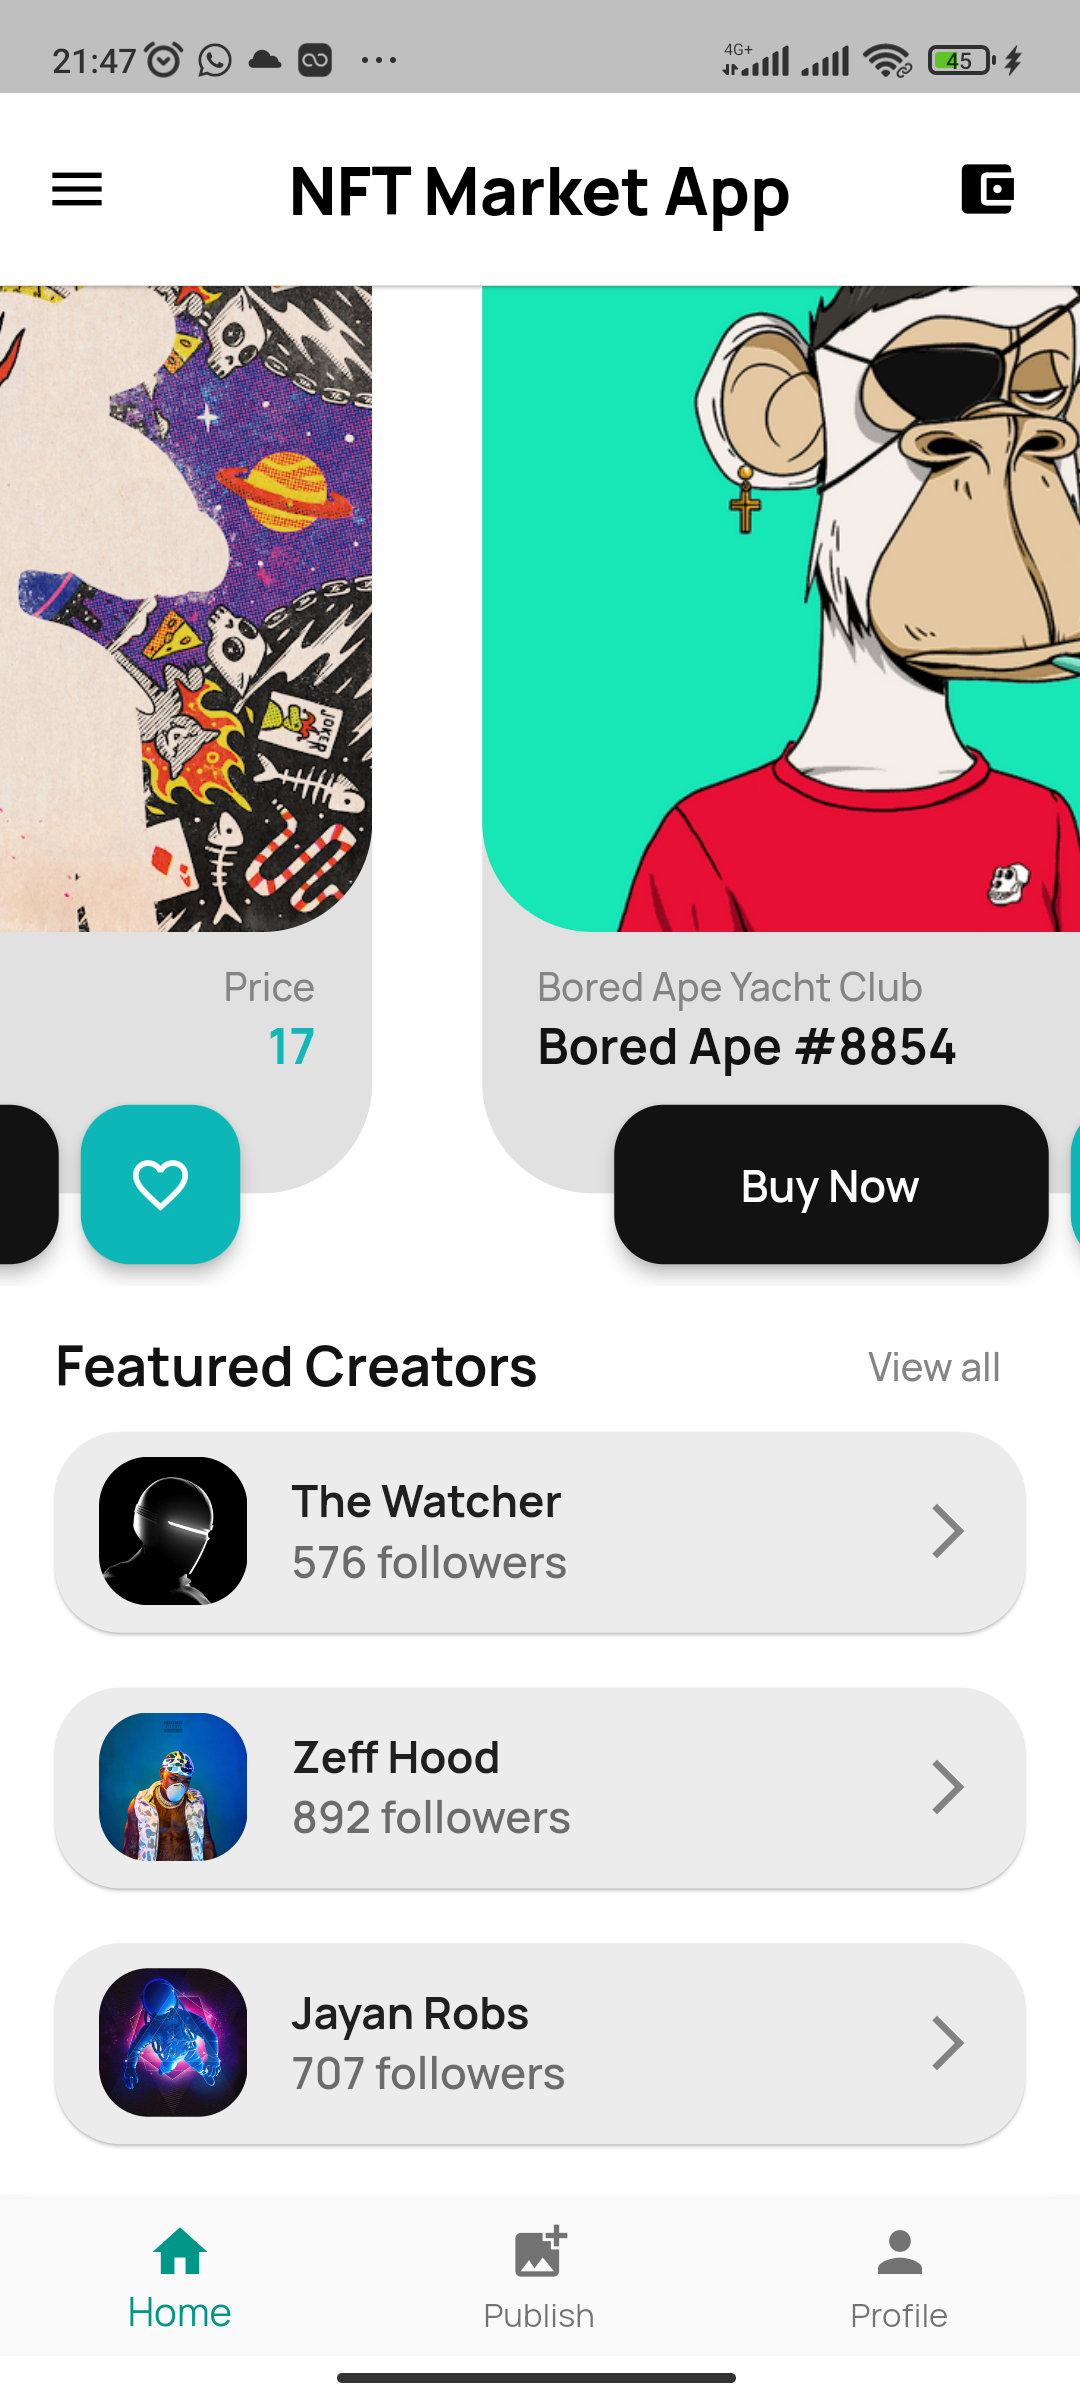 21:47
4G+
45
NFT Market App
JOKER
Price
17
Bored Ape Yacht Club
Bored Ape #8854
Buy Now
Featured Creators
View all
The Watcher
576 followers
Zeff Hood
892 followers
Jayan Robs
707 followers
Home
Publish
Profile